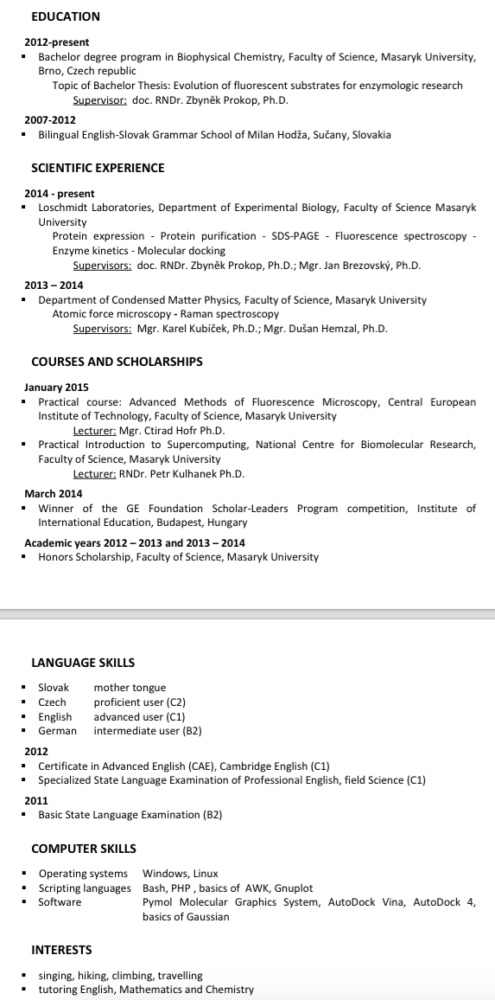 EDUCATION
2012-present
▪ Bachelor degree program in Biophysical Chemistry, Faculty of Science, Masaryk University,
Brno, Czech republic
Topic of Bachelor Thesis: Evolution of fluorescent substrates for enzymologic research
Supervisor: doc. RNDr. Zbyněk Prokop, Ph.D.
2007-2012
▪ Bilingual English-Slovak Grammar School of Milan Hodža, Sučany, Slovakia
SCIENTIFIC EXPERIENCE
2014 - present
▪ Loschmidt Laboratories, Department of Experimental Biology, Faculty of Science Masaryk
University
Protein expression - Protein purification - SDS-PAGE - Fluorescence spectroscopy -
Enzyme kinetics - Molecular docking
Supervisors: doc. RNDr. Zbyněk Prokop, Ph.D.; Mgr. Jan Brezovský, Ph.D.
2013 – 2014
▪ Department of Condensed Matter Physics, Faculty of Science, Masaryk University
Atomic force microscopy - Raman spectroscopy
Supervisors: Mgr. Karel Kubíček, Ph.D.; Mgr. Dušan Hemzal, Ph.D.
COURSES AND SCHOLARSHIPS
January 2015
▪ Practical course: Advanced Methods of Fluorescence Microscopy, Central European
Institute of Technology, Faculty of Science, Masaryk University
Lecturer: Mgr. Ctirad Hofr Ph.D.
▪ Practical Introduction to Supercomputing, National Centre for Biomolecular Research,
Faculty of Science, Masaryk University
Lecturer: RNDr. Petr Kulhanek Ph.D.
March 2014
▪ Winner of the GE Foundation Scholar-Leaders Program competition, Institute of
International Education, Budapest, Hungary
Academic years 2012 – 2013 and 2013 – 2014
▪ Honors Scholarship, Faculty of Science, Masaryk University
LANGUAGE SKILLS
▪ Slovak mother tongue
▪ Czech proficient user (C2)
▪ English advanced user (C1)
▪ German intermediate user (B2)
2012
▪ Certificate in Advanced English (CAE), Cambridge English (C1)
▪ Specialized State Language Examination of Professional English, field Science (C1)
2011
▪ Basic State Language Examination (B2)
COMPUTER SKILLS
▪ Operating systems Windows, Linux
▪ Scripting languages Bash, PHP , basics of AWK, Gnuplot
▪ Software Pymol Molecular Graphics System, AutoDock Vina, AutoDock 4,
basics of Gaussian
INTERESTS
▪ singing, hiking, climbing, travelling
▪ tutoring English, Mathematics and Chemistry